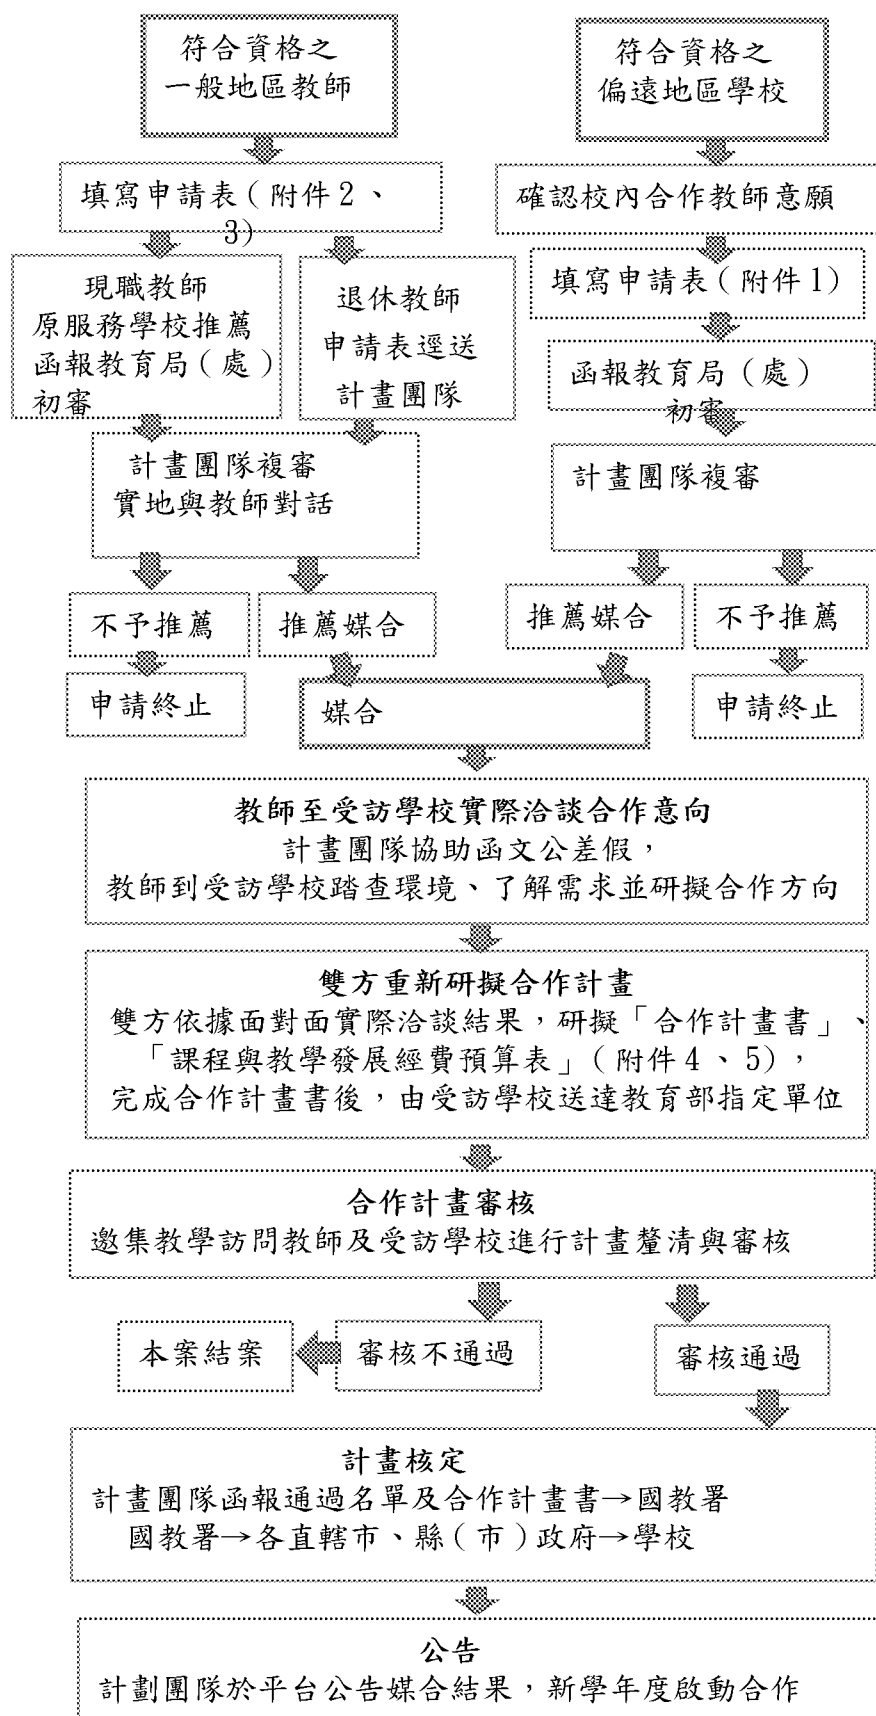 符合資格之
一般地區教師
符合資格之
偏遠地區學校
填寫申請表(附件2、
3)
確認校內合作教師意願
現職教師
原服務學校推薦
函報教育局(處)
初審
退休教師
申請表逕送
計畫團隊
填寫申請表(附件1)
函報教育局(處)
初審
計畫團隊複審
實地與教師對話
計畫團隊複審
不予推薦
推薦媒合
推薦媒合
不予推薦
申請終止
媒合
申請終止
教師至受訪學校實際洽談合作意向
計畫團隊協助函文公差假，
教師到受訪學校踏查環境、了解需求並研擬合作方向
雙方重新研擬合作計畫
雙方依據面對面實際洽談結果，研擬「合作計畫書」、
「課程與教學發展經費預算表」(附件4、5)，
完成合作計畫書後，由受訪學校送達教育部指定單位
合作計畫審核
邀集教學訪問教師及受訪學校進行計畫釐清與審核
本案結案
審核不通過
審核通過
計畫核定
計畫團隊函報通過名單及合作計畫書→國教署
國教署→各直轄市、縣(市)政府→學校
公告
計劃團隊於平台公告媒合結果，新學年度啟動合作